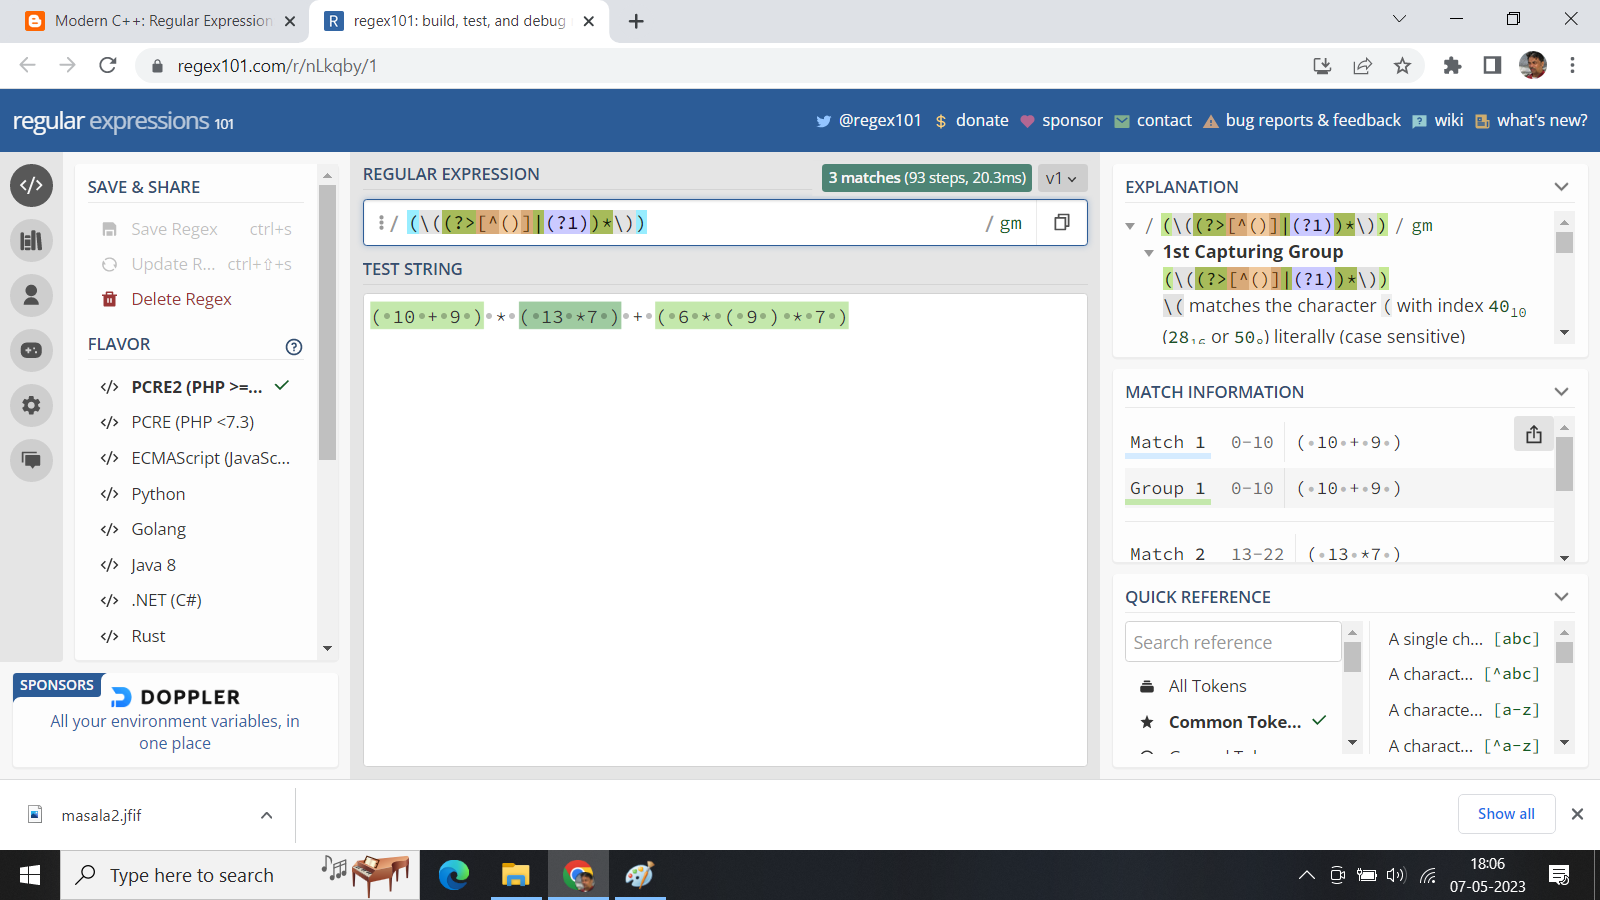 Modern C++: Regular Expression
regex101: build, test, and debug
regex101.com/r/nLkqby/1
regular expressions 101
@regex101
$ donate
sponsor
contact
bug reports & feedback
wiki
what's new?
SAVE & SHARE
Save Regex ctrl+s
Update R... ctrl+⇧+s
Delete Regex
FLAVOR
</> PCRE2 (PHP >=...
</> PCRE (PHP <7.3)
</> ECMAScript (JavaSc...
</> Python
</> Golang
</> Java 8
</> .NET (C#)
</> Rust
SPONSORS
DOPPLER
All your environment variables, in
one place
REGULAR EXPRESSION
3 matches (93 steps, 20.3ms)
v1
/ (\((?>[^()]|(?1))*\)) / gm
TEST STRING
(•10•+•9•)•*•(•13•*7•)•+•(•6•*•(•9•)•*•7•)
EXPLANATION
/ (\((?>[^()]|(?1))*\)) / gm
1st Capturing Group
(\((?>[^()]|(?1))*\))
\( matches the character ( with index 40₁₀
(28₁₆ or 50₈) literally (case sensitive)
MATCH INFORMATION
Match 1 0-10 (•10•+•9•)
Group 1 0-10 (•10•+•9•)
Match 2 13-22 (•13•*7•)
QUICK REFERENCE
Search reference
All Tokens
Common Toke...
A single ch... [abc]
A charact... [^abc]
A characte... [a-z]
A charact... [^a-z]
masala2.jfif
Show all
Type here to search
18:06
07-05-2023